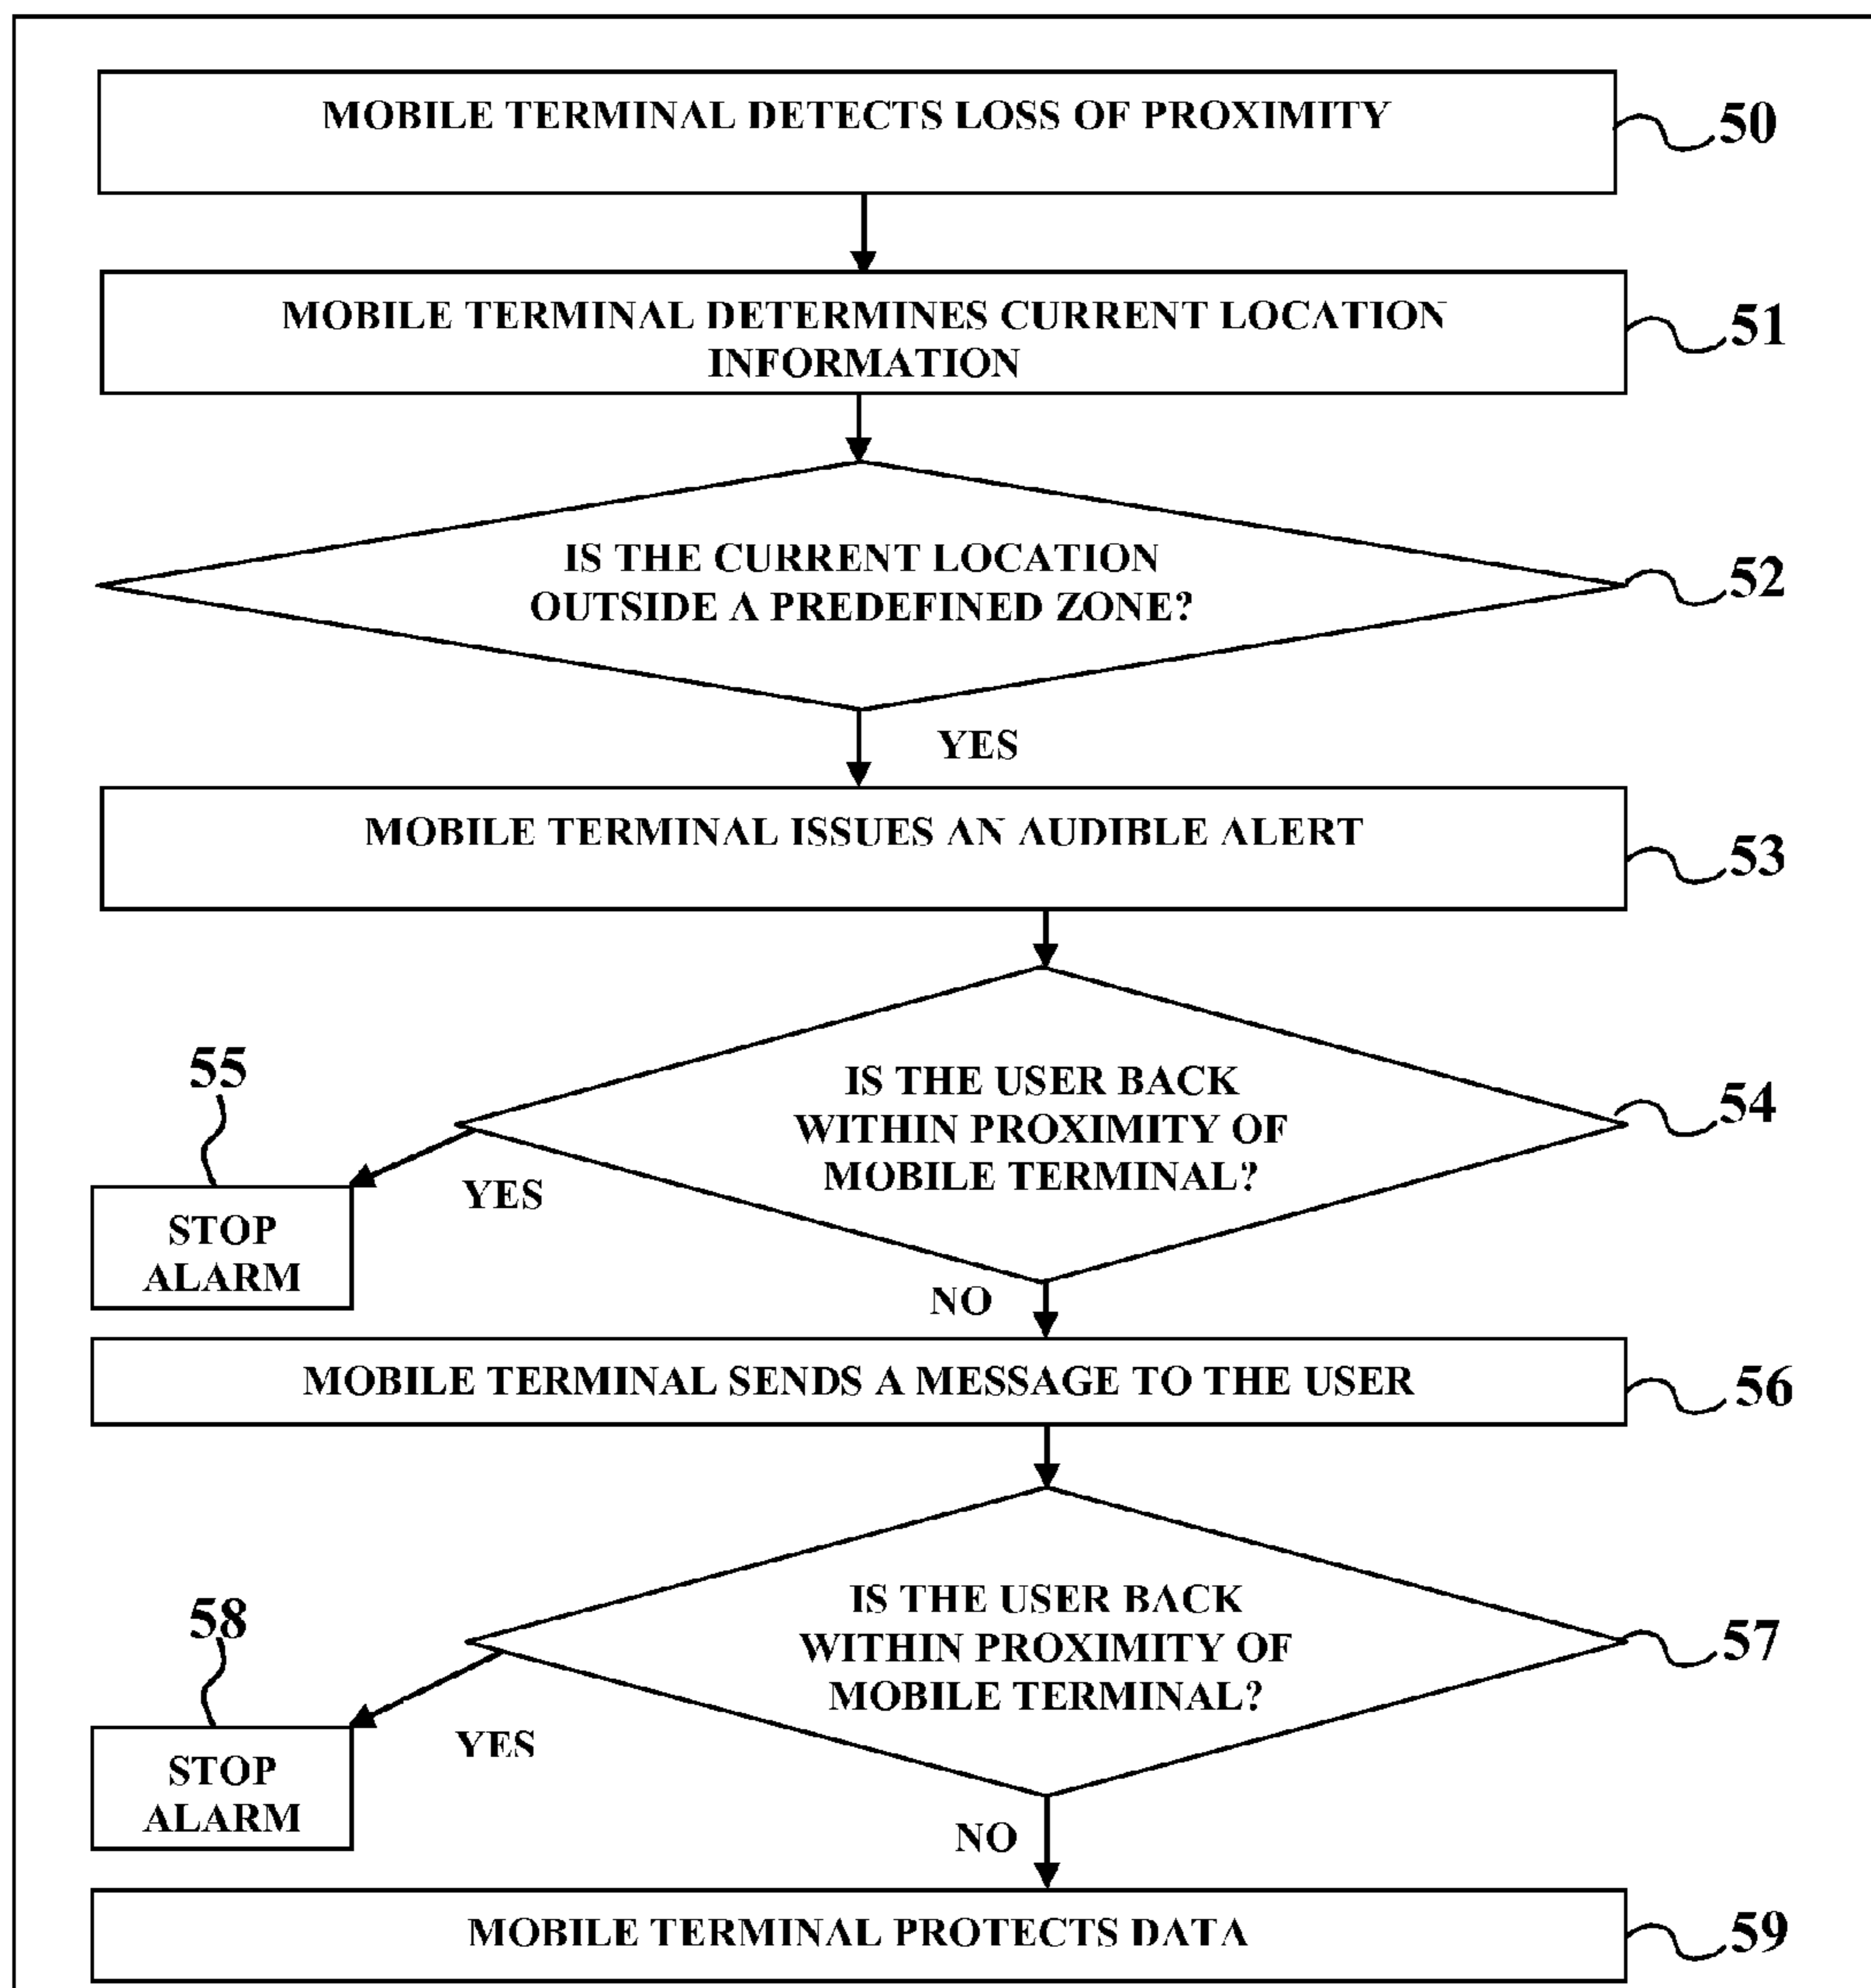 MOBILE TERMINAL DETECTS LOSS OF PROXIMITY
50
MOBILE TERMINAL DETERMINES CURRENT LOCATION
INFORMATION
51
IS THE CURRENT LOCATION
OUTSIDE A PREDEFINED ZONE?
52
YES
MOBILE TERMINAL ISSUES AN AUDIBLE ALERT
53
IS THE USER BACK
WITHIN PROXIMITY OF
MOBILE TERMINAL?
54
55
YES
STOP
ALARM
NO
MOBILE TERMINAL SENDS A MESSAGE TO THE USER
56
IS THE USER BACK
WITHIN PROXIMITY OF
MOBILE TERMINAL?
57
58
YES
STOP
ALARM
NO
MOBILE TERMINAL PROTECTS DATA
59